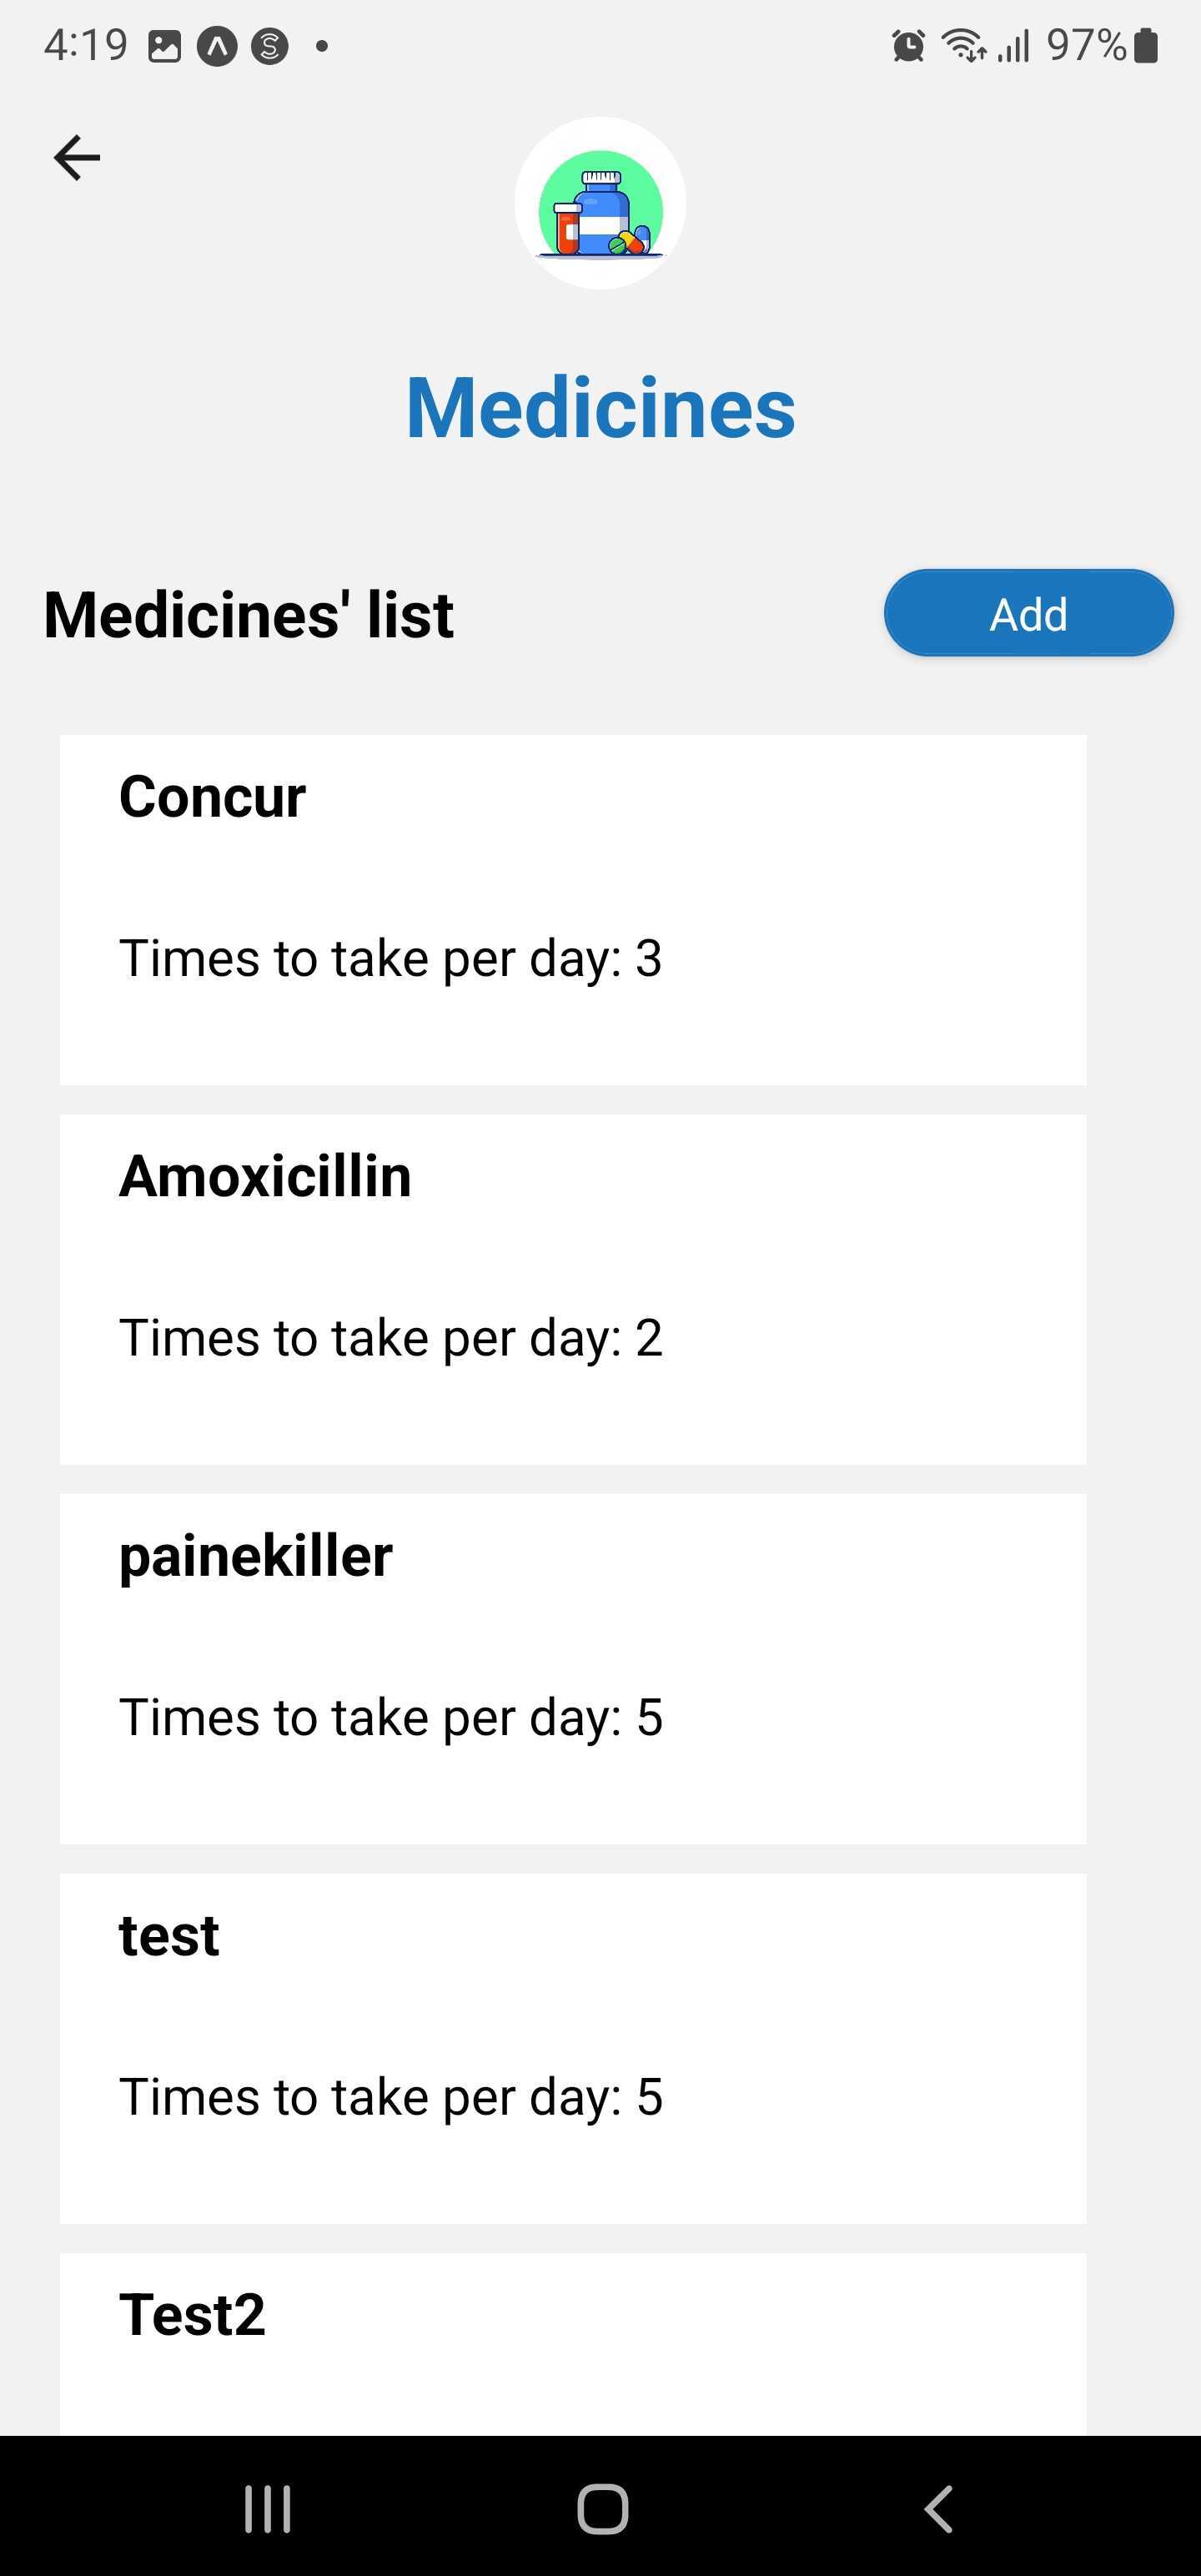 4:19
97%
Medicines
Medicines' list
Add
Concur
Times to take per day: 3
Amoxicillin
Times to take per day: 2
painekiller
Times to take per day: 5
test
Times to take per day: 5
Test2